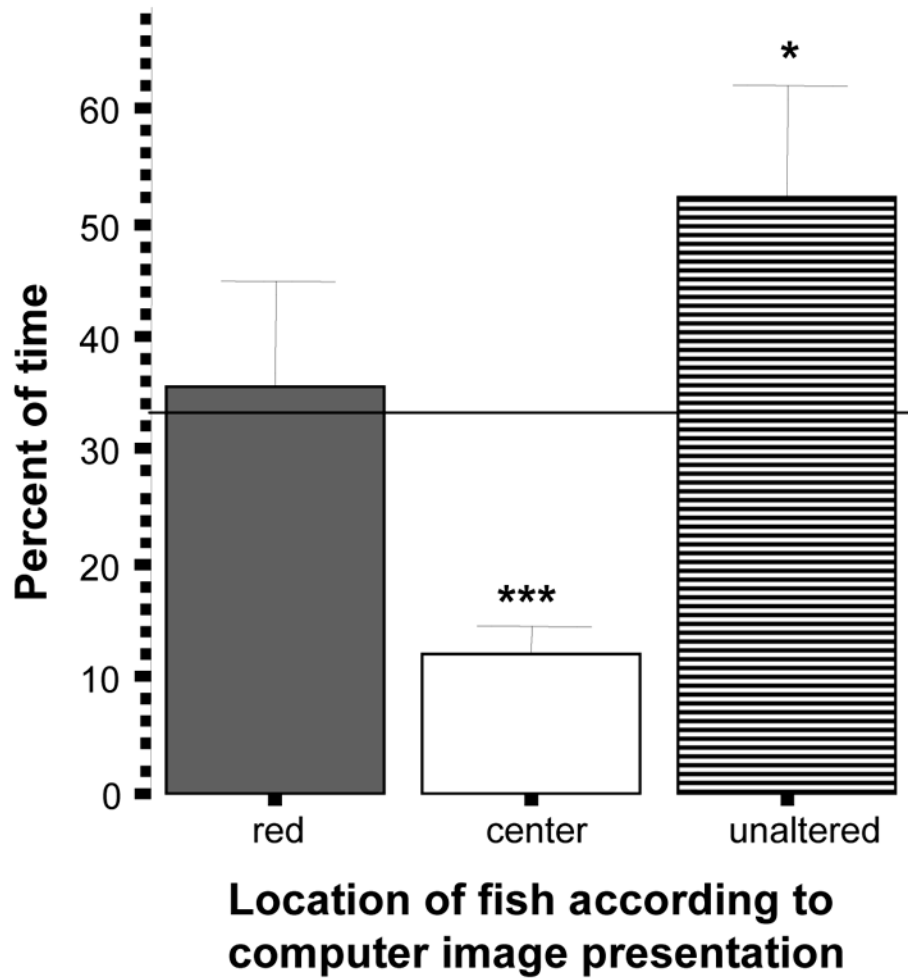 Percent of time
60
50
40
30
20
10
0
*
***
red
center
unaltered
Location of fish according to
computer image presentation